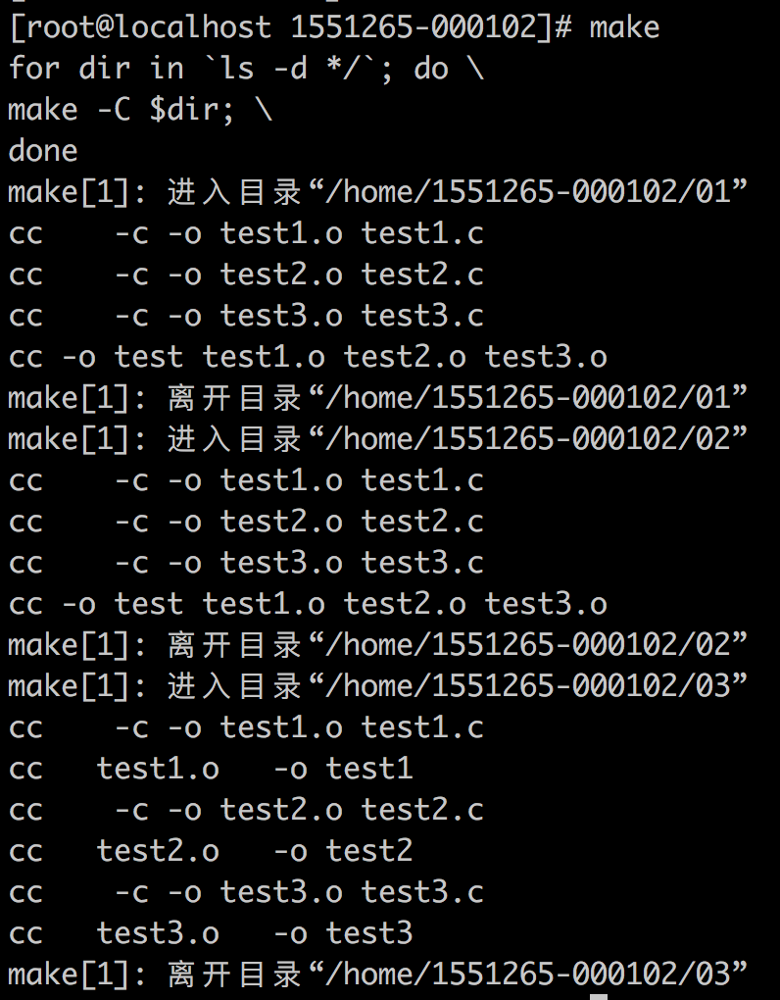 [root@localhost 1551265-000102]# make
for dir in `ls -d */`; do \
make -C $dir; \
done
make[1]: 进入目录“/home/1551265-000102/01”
cc    -c -o test1.o test1.c
cc    -c -o test2.o test2.c
cc    -c -o test3.o test3.c
cc -o test test1.o test2.o test3.o
make[1]: 离开目录“/home/1551265-000102/01”
make[1]: 进入目录“/home/1551265-000102/02”
cc    -c -o test1.o test1.c
cc    -c -o test2.o test2.c
cc    -c -o test3.o test3.c
cc -o test test1.o test2.o test3.o
make[1]: 离开目录“/home/1551265-000102/02”
make[1]: 进入目录“/home/1551265-000102/03”
cc    -c -o test1.o test1.c
cc   test1.o   -o test1
cc    -c -o test2.o test2.c
cc   test2.o   -o test2
cc    -c -o test3.o test3.c
cc   test3.o   -o test3
make[1]: 离开目录“/home/1551265-000102/03”